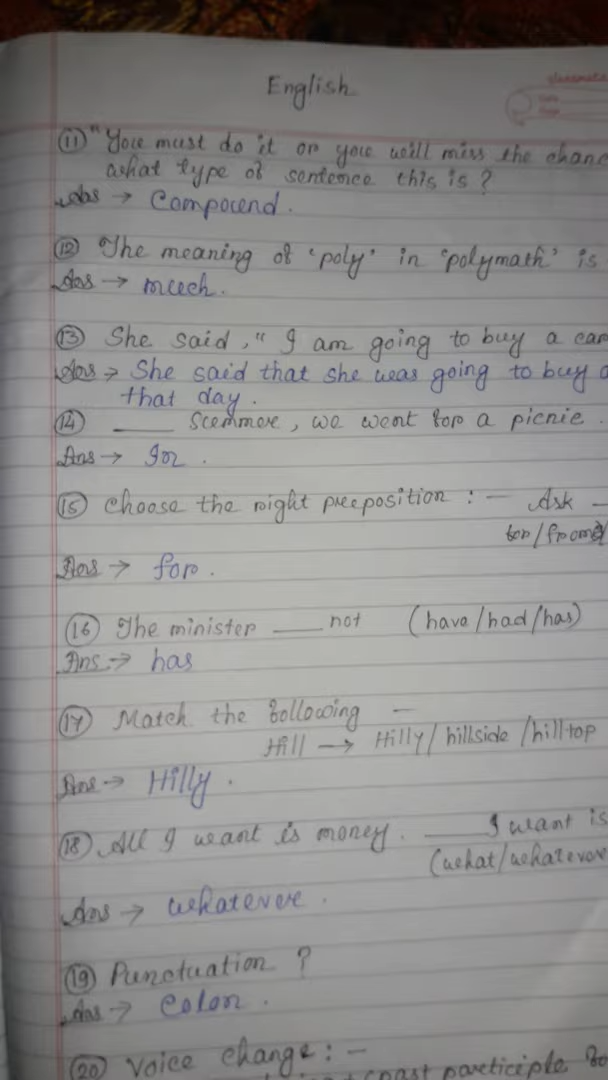 English
classmate
(11) "You must do it or you will miss the chanc
what type of sentence this is?
Ans → Compound.
(12) The meaning of 'poly' in 'polymath' is
Ans → much.
(13) She said, "I am going to buy a car
Ans → She said that she was going to buy a
that day.
(14) ____ Summer, we went for a picnic.
Ans → In.
(15) Choose the right preposition :- Ask -
for/from
Ans → for.
(16) The minister ___ not (have/had/has)
Ans → has
(17) Match the following -
Hill → Hilly/hillside/hilltop
Ans → Hilly.
(18) All I want is money. ____ I want is
(what/whatever
Ans → whatever.
(19) Punctuation?
Ans → Colon.
(20) Voice change :-
past participle